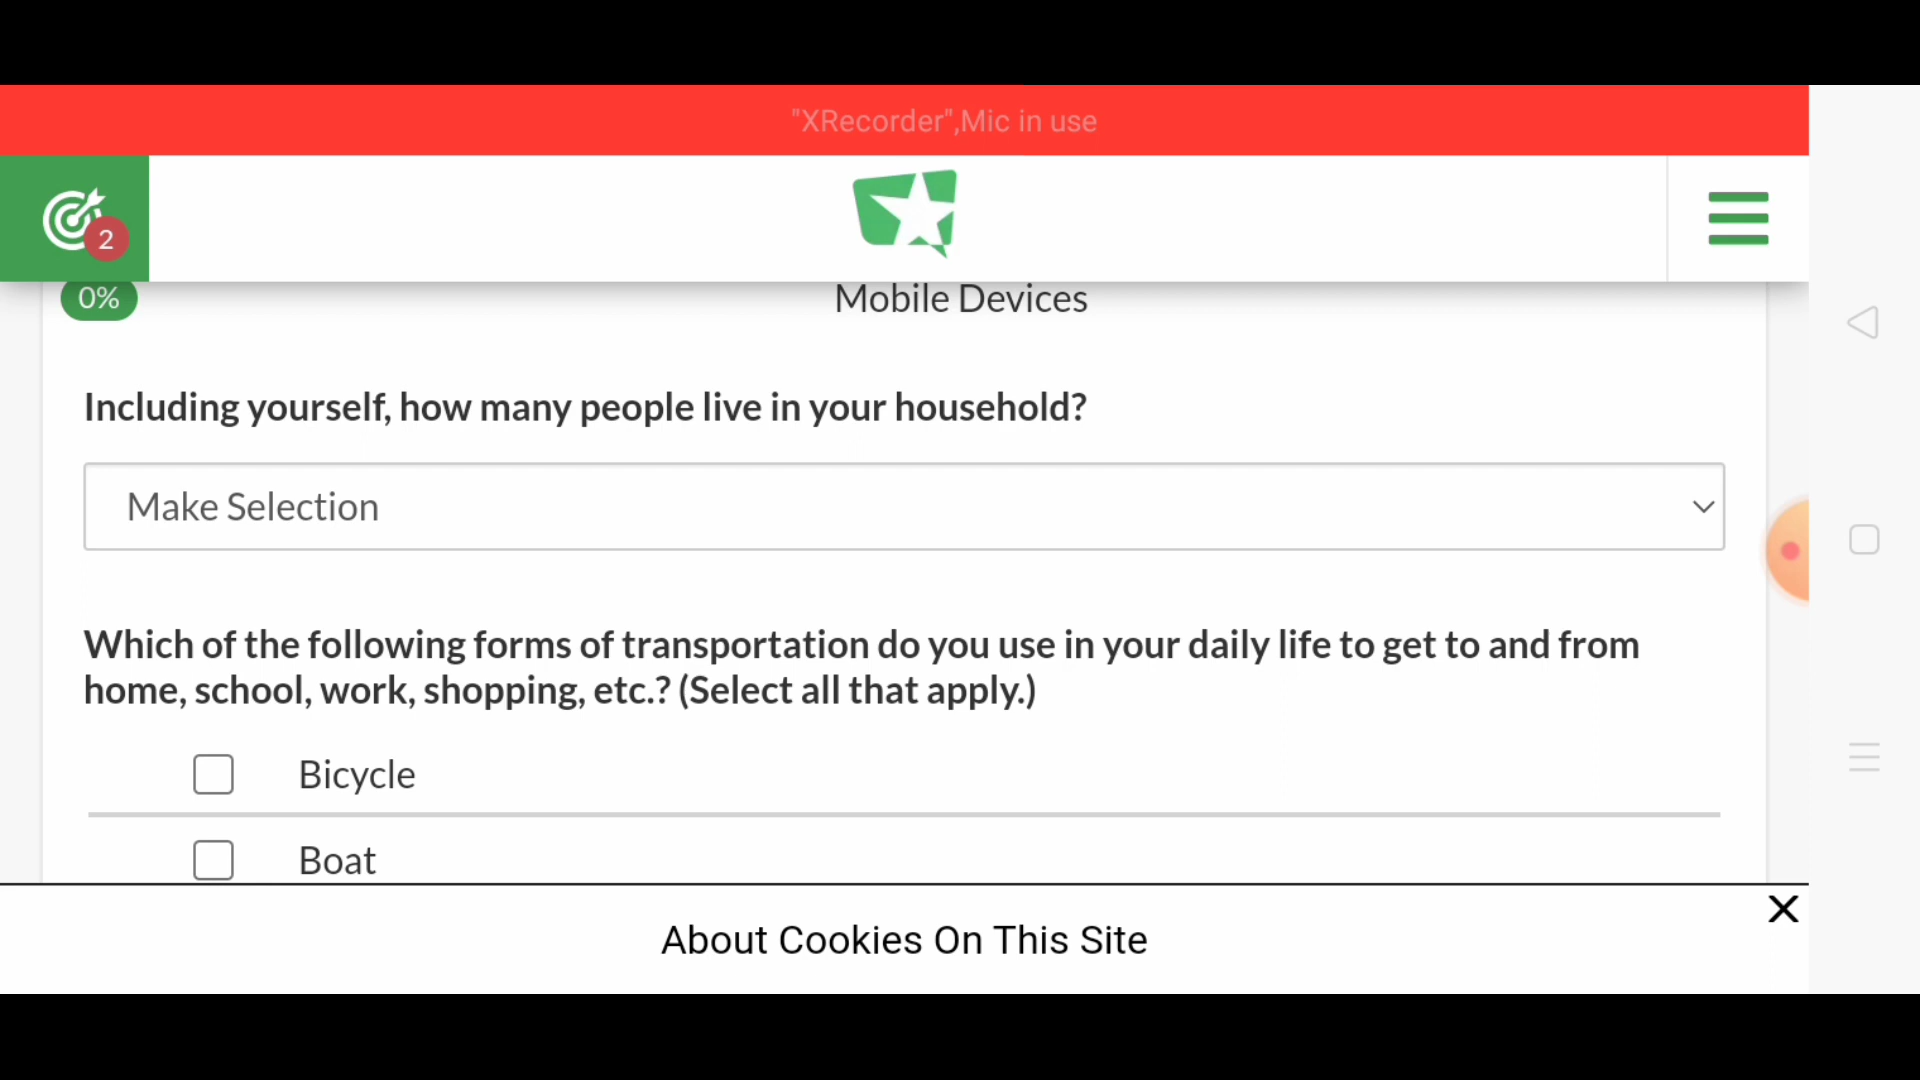 "XRecorder",Mic in use
2
0%
Mobile Devices
Including yourself, how many people live in your household?
Make Selection
Which of the following forms of transportation do you use in your daily life to get to and from
home, school, work, shopping, etc.? (Select all that apply.)
Bicycle
Boat
About Cookies On This Site